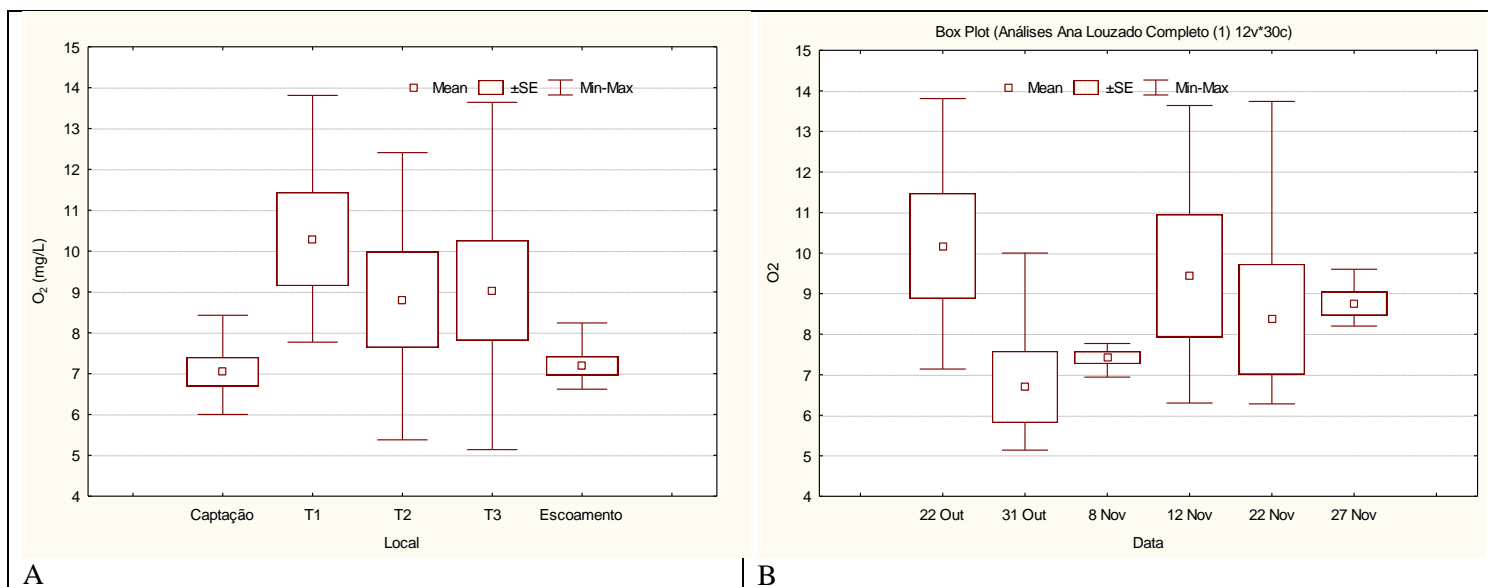 15
14
13
12
11
10
9
8
7
6
5
4
O2 (mg/L)
Mean ±SE Min-Max
Captação T1 T2 T3 Escoamento
Local
A
Box Plot (Análises Ana Louzado Completo (1) 12v*30c)
15
14
13
12
11
10
9
8
7
6
5
4
O2
Mean ±SE Min-Max
22 Out 31 Out 8 Nov 12 Nov 22 Nov 27 Nov
Data
B